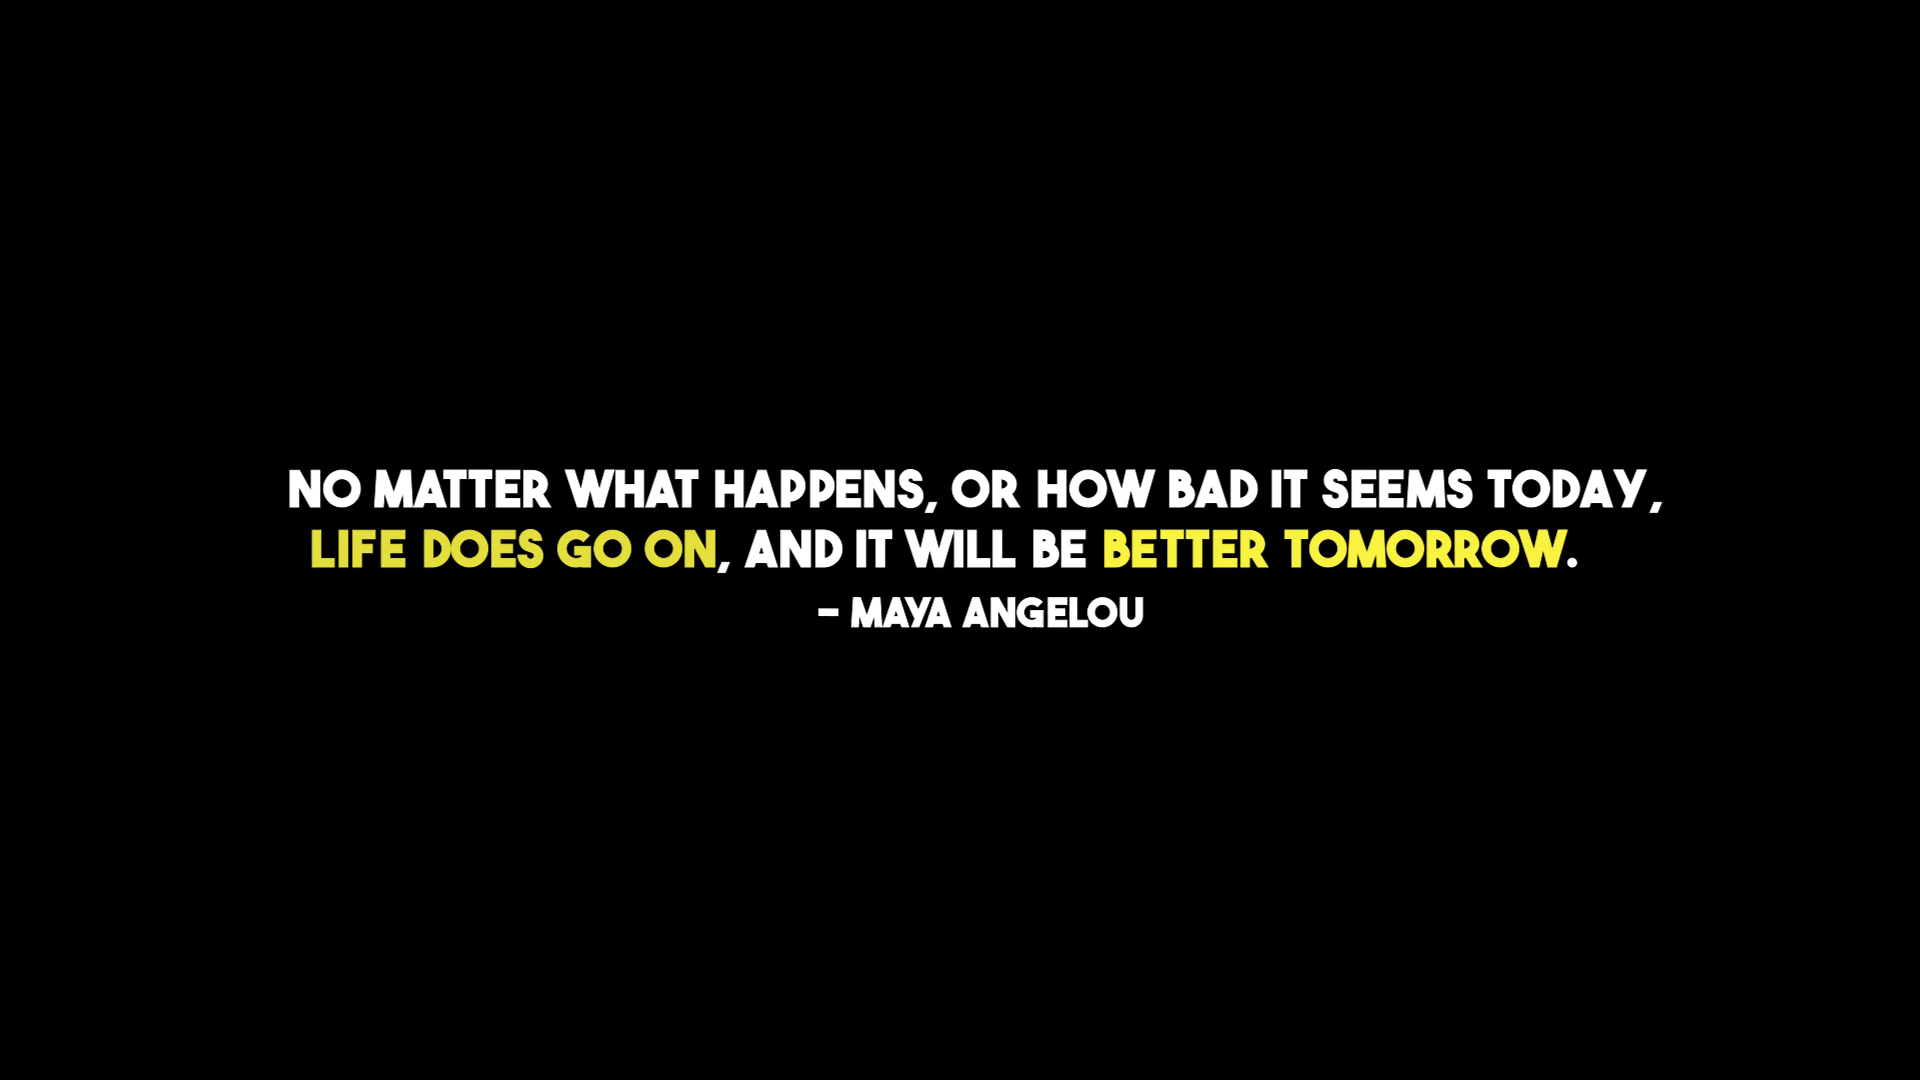 NO MATTER WHAT HAPPENS, OR HOW BAD IT SEEMS TODAY,
LIFE DOES GO ON, AND IT WILL BE BETTER TOMORROW.
- MAYA ANGELOU